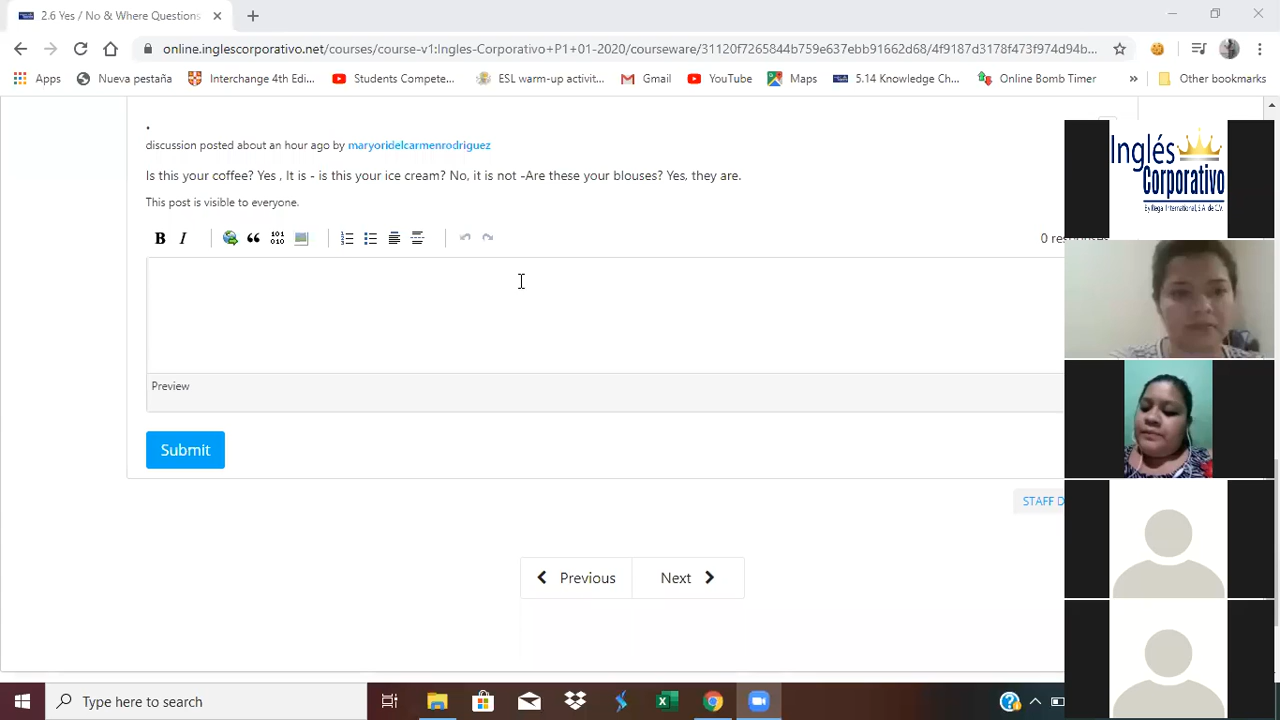 2.6 Yes / No & Where Questions
online.inglescorporativo.net/courses/course-v1:Ingles-Corporativo+P1+01-2020/courseware/31120f7265844b759e637ebb91662d68/4f9187d3178f473f974d94b...
Apps Nueva pestaña Interchange 4th Edi... Students Compete... ESL warm-up activit... Gmail YouTube Maps 5.14 Knowledge Ch... Online Bomb Timer » Other bookmarks
.
discussion posted about an hour ago by maryoridelcarmenrodriguez
Is this your coffee? Yes , It is - is this your ice cream? No, it is not -Are these your blouses? Yes, they are.
This post is visible to everyone.
B I
0 responses
Preview
Submit
STAFF D
Previous Next
Type here to search
Inglés
Corporativo